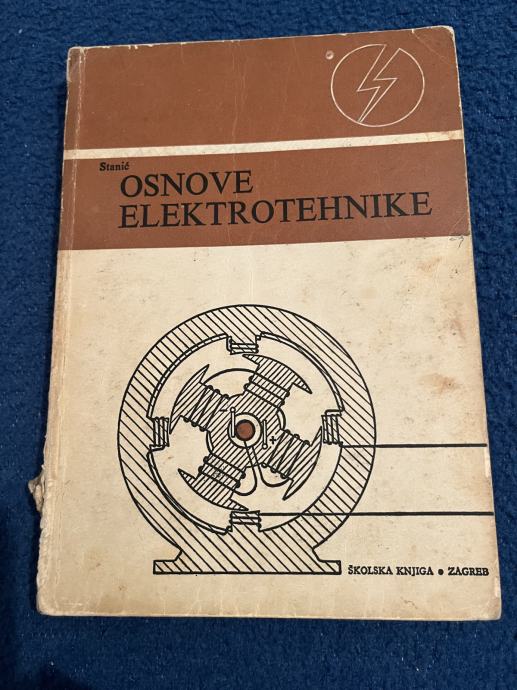 Stanić
OSNOVE
ELEKTROTEHNIKE
- +
ŠKOLSKA KNJIGA • ZAGREB